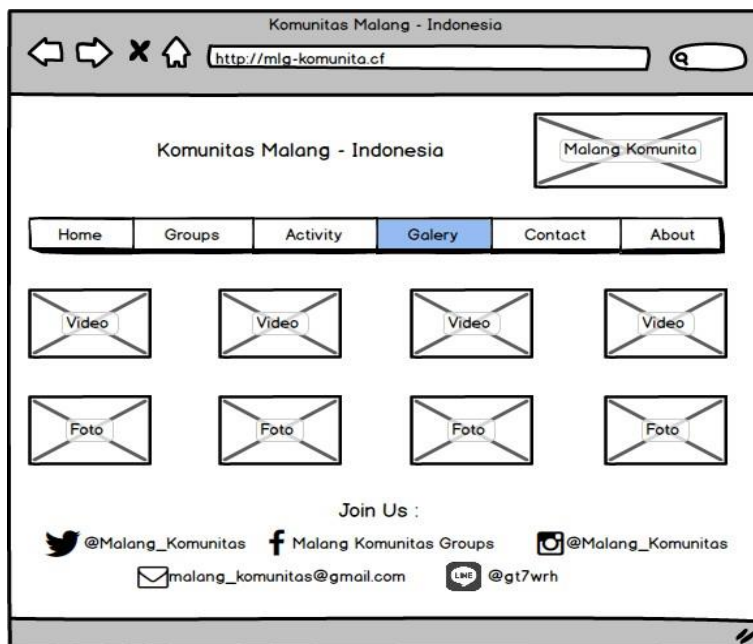 Komunitas Malang - Indonesia
http://mlg-komunita.cf
Komunitas Malang - Indonesia
Malang Komunita
Home Groups Activity Galery Contact About
Video Video Video Video
Foto Foto Foto Foto
Join Us :
@Malang_Komunitas Malang Komunitas Groups @Malang_Komunitas
malang_komunitas@gmail.com LINE @gt7wrh